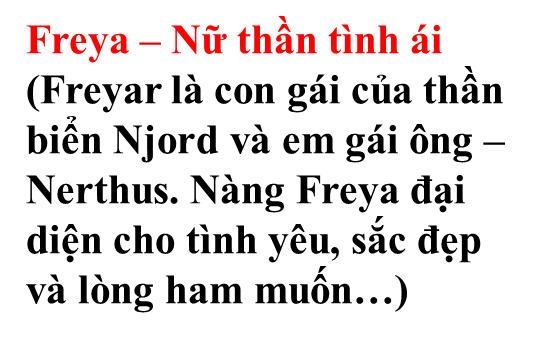 Freya – Nữ thần tình ái
(Freyar là con gái của thần
biển Njord và em gái ông –
Nerthus. Nàng Freya đại
diện cho tình yêu, sắc đẹp
và lòng ham muốn…)